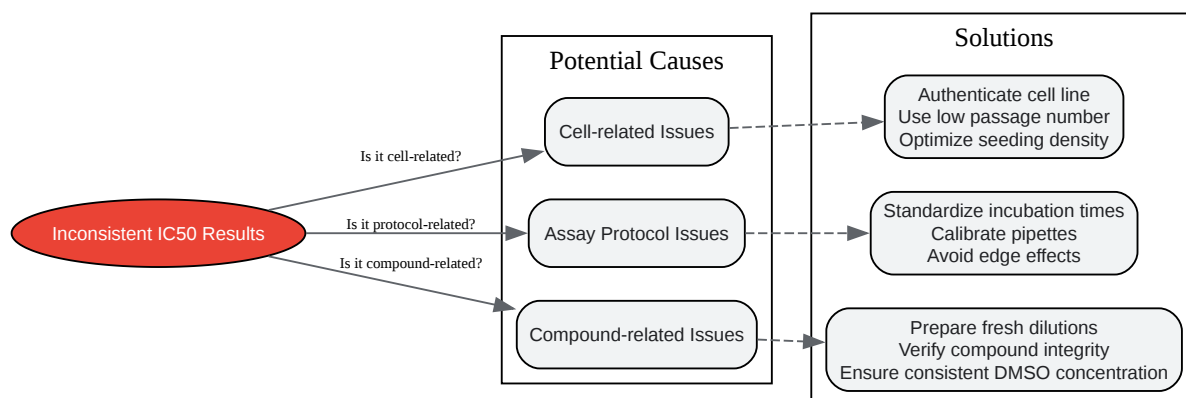 Solutions
Potential Causes
Authenticate cell line
Use low passage number
Optimize seeding density
Cell-related Issues
Is it cell-related?
Inconsistent IC50 Results
Is it protocol-related?
Assay Protocol Issues
Standardize incubation times
Calibrate pipettes
Avoid edge effects
Is it compound-related?
Compound-related Issues
Prepare fresh dilutions
Verify compound integrity
Ensure consistent DMSO concentration